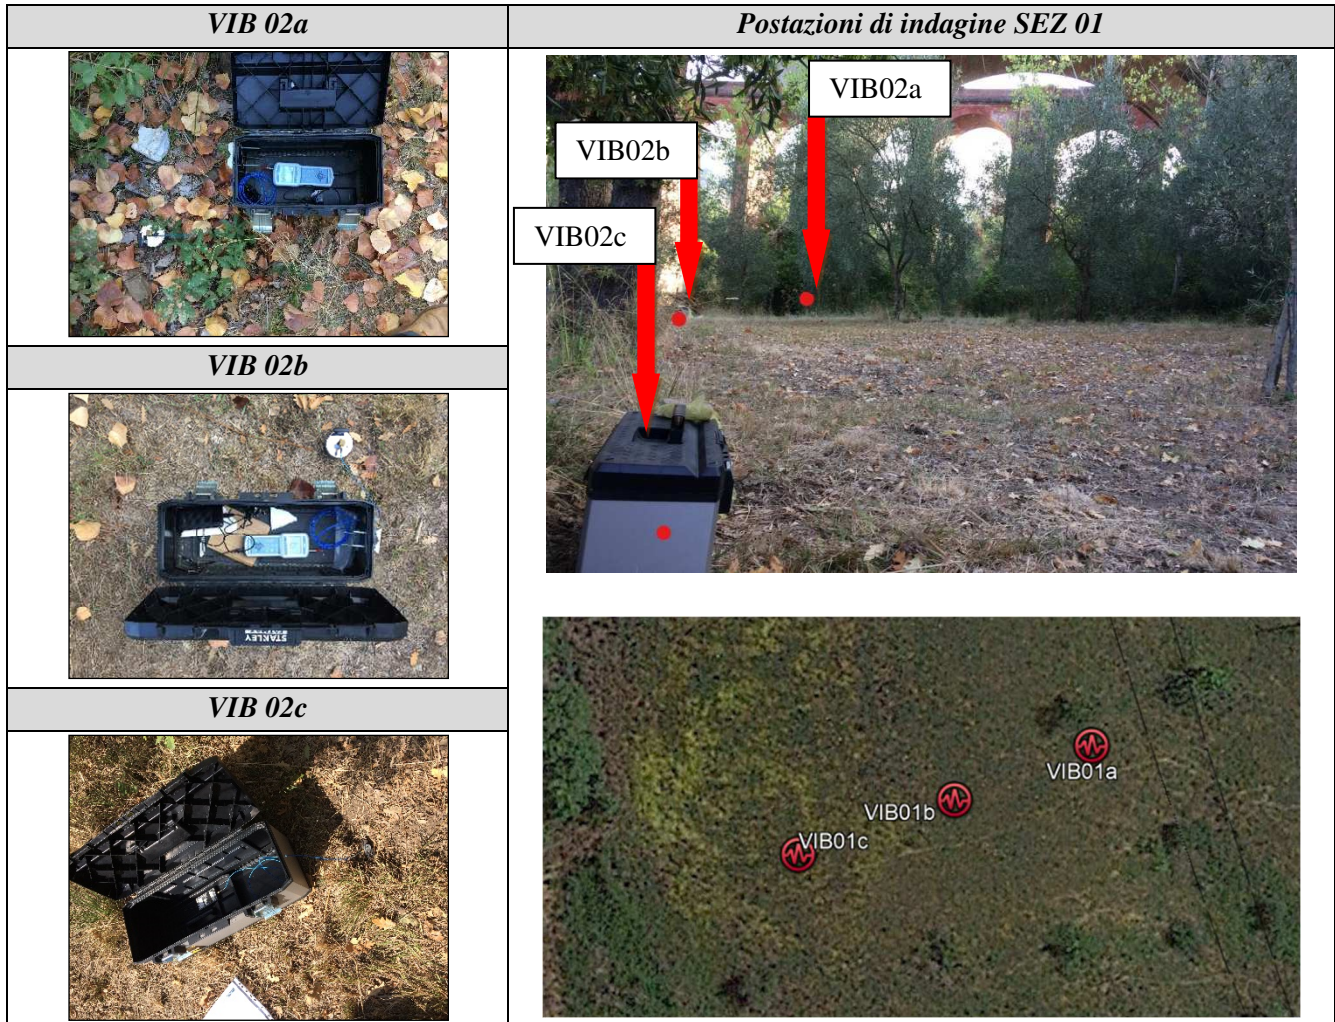 VIB 02a
Postazioni di indagine SEZ 01
VIB02a
VIB02b
VIB02c
VIB 02b
STANLEY
VIB 02c
VIB01a
VIB01b
VIB01c